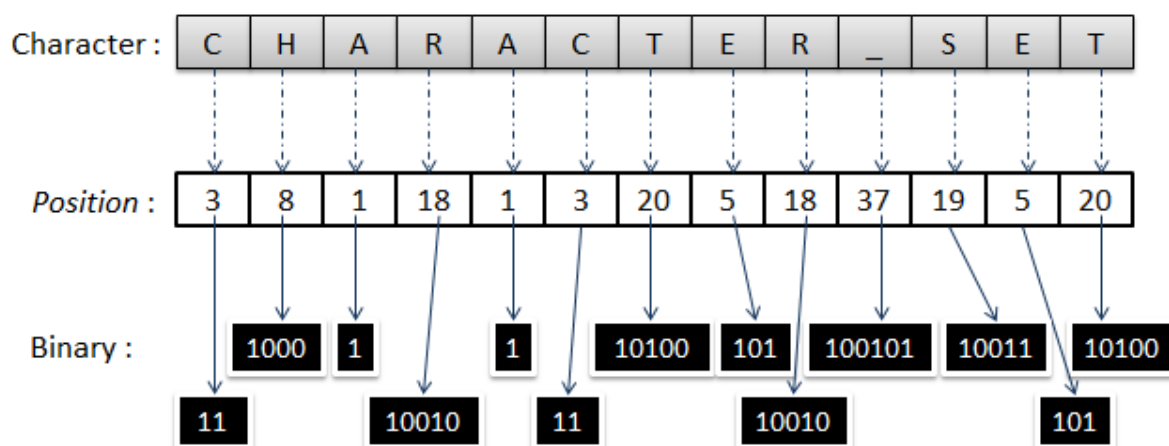 Character : C H A R A C T E R _ S E T
Position : 3 8 1 18 1 3 20 5 18 37 19 5 20
Binary : 1000 1 1 10100 101 100101 10011 10100
11 10010 11 10010 101